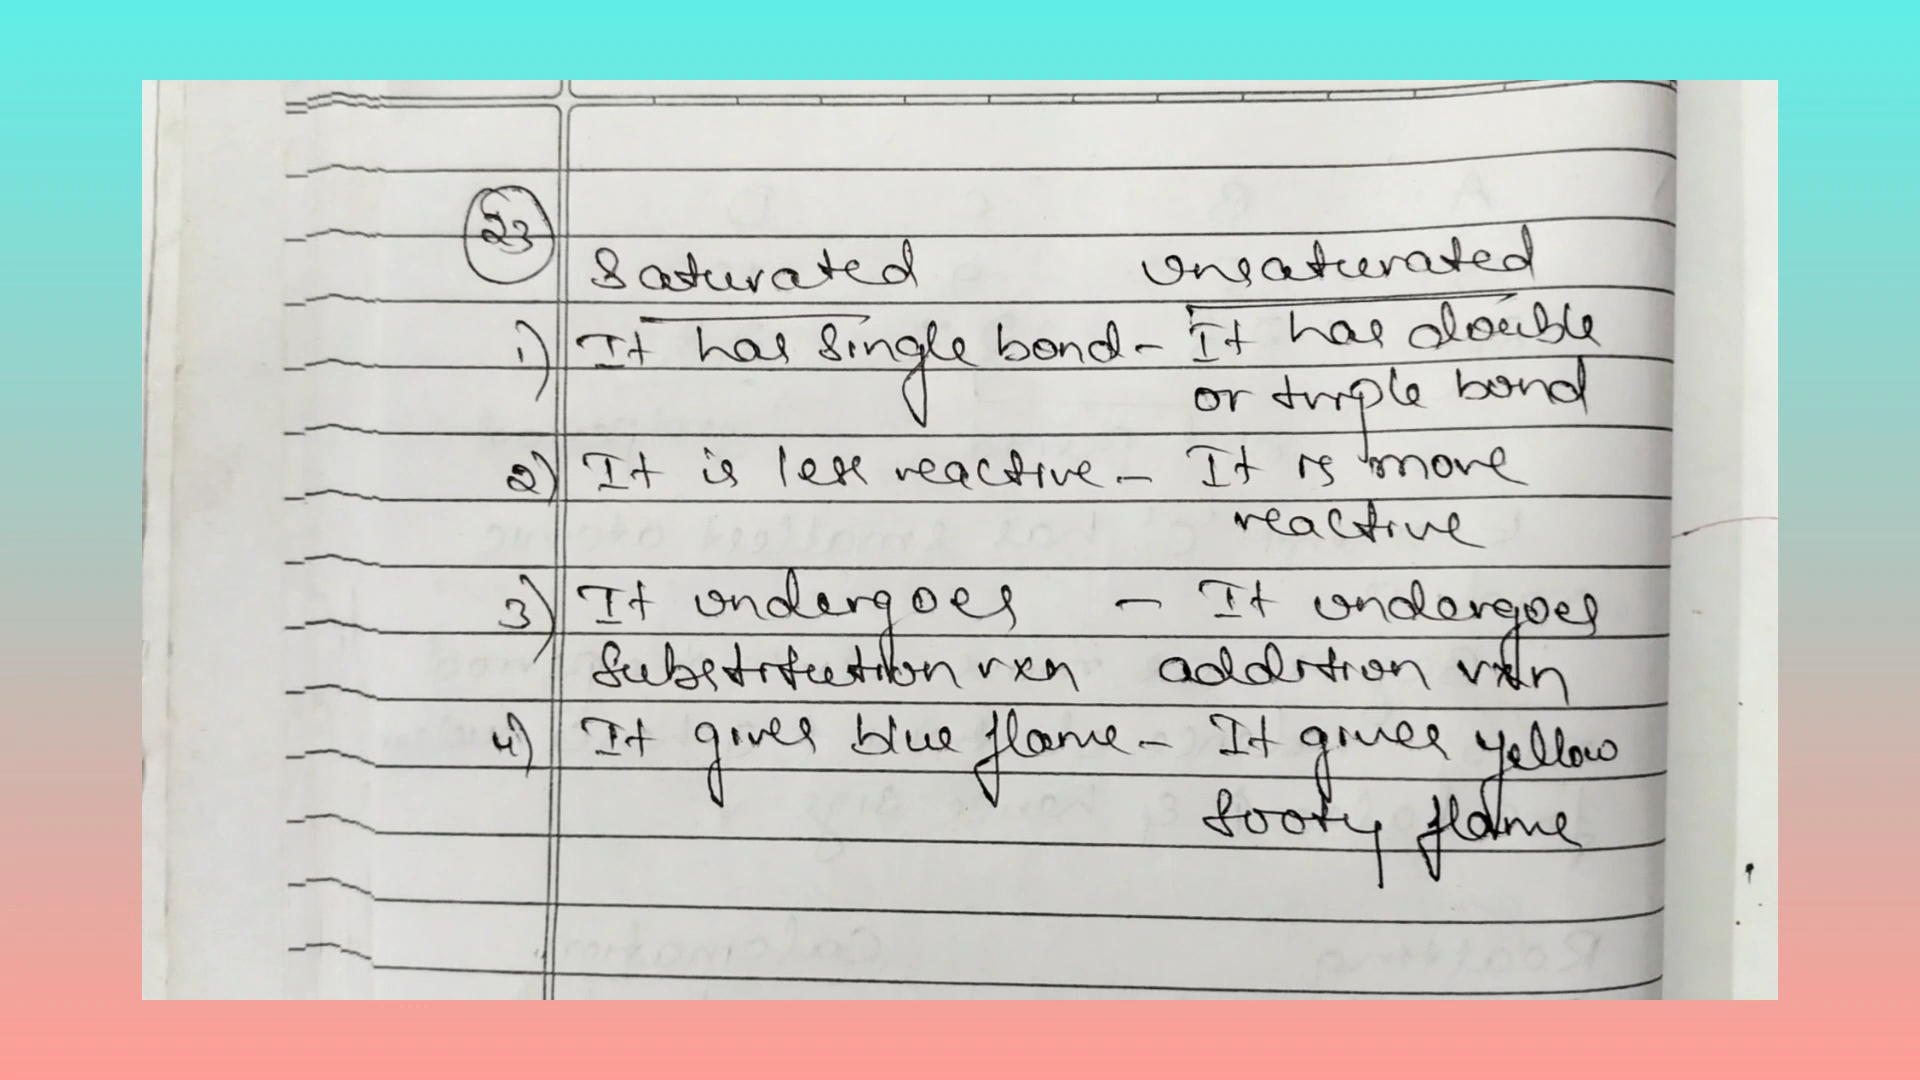 23
Saturated unsaturated
1) It has single bond - It has double
or triple bond
2) It is less reactive - It is more
reactive
3) It undergoes - It undergoes
substitution rxn addition rxn
4) It gives blue flame - It gives yellow
sooty flame